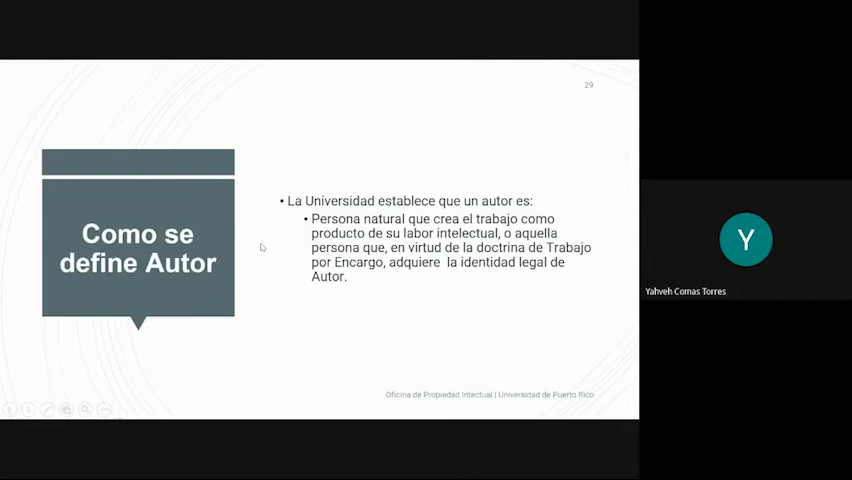 29
Como se
define Autor
• La Universidad establece que un autor es:
• Persona natural que crea el trabajo como
producto de su labor intelectual, o aquella
persona que, en virtud de la doctrina de Trabajo
por Encargo, adquiere la identidad legal de
Autor.
Oficina de Propiedad Intectual | Universidad de Puerto Rico
Y
Yahveh Comas Torres